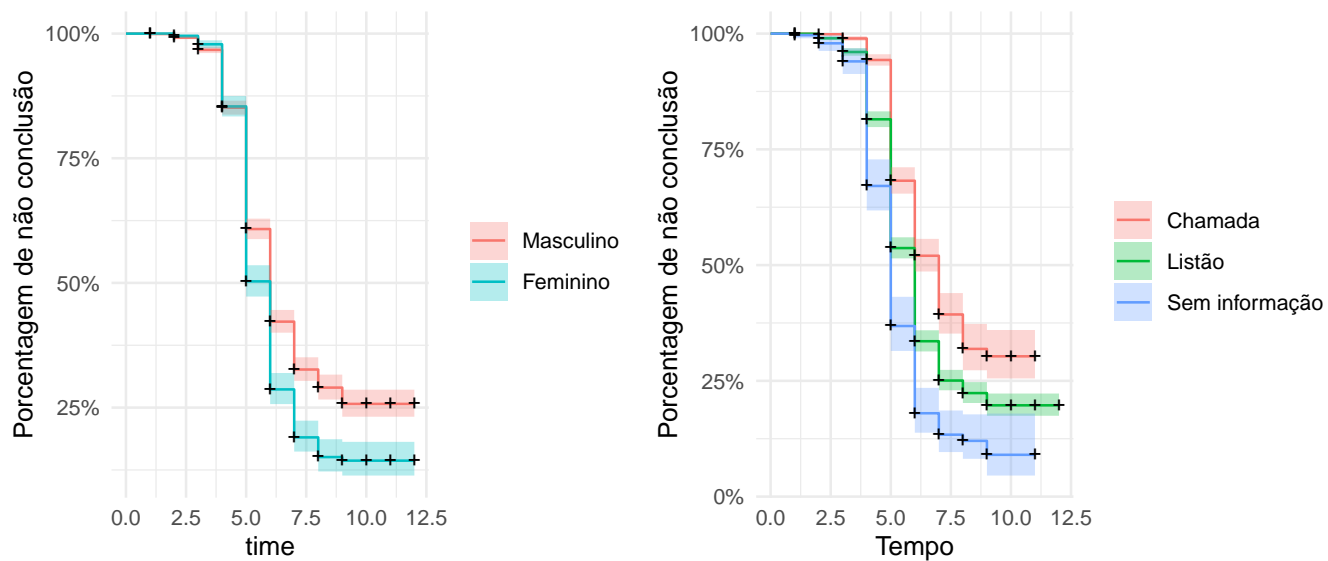 Porcentagem de não conclusão
100%
75%
50%
25%
0.0 2.5 5.0 7.5 10.0 12.5
time
Masculino
Feminino
Porcentagem de não conclusão
100%
75%
50%
25%
0%
0.0 2.5 5.0 7.5 10.0 12.5
Tempo
Chamada
Listão
Sem informação